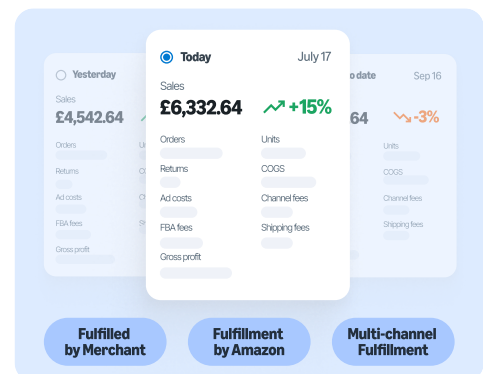 Today
July 17
Sales
£6,332.64
+15%
Orders
Units
Returns
COGS
Ad costs
Channel fees
FBA fees
Shipping fees
Gross profit
Yesterday
Sales
£4,542.64
Orders
Returns
Ad costs
FBA fees
Gross profit
o date
Sep 16
64
-3%
Units
COGS
Channel fees
Shipping fees
Fulfilled
by Merchant
Fulfillment
by Amazon
Multi-channel
Fulfillment